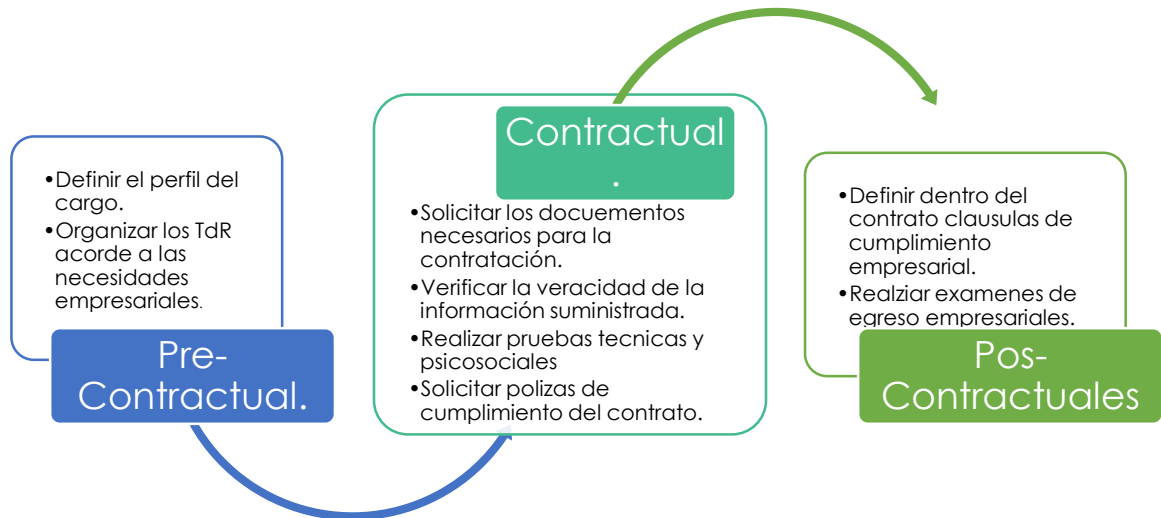 •Definir el perfil del
cargo.
•Organizar los TdR
acorde a las
necesidades
empresariales.
Pre-
Contractual.
Contractual
.
•Solicitar los docuementos
necesarios para la
contratación.
•Verificar la veracidad de la
información suministrada.
•Realizar pruebas tecnicas y
psicosociales
•Solicitar polizas de
cumplimiento del contrato.
•Definir dentro del
contrato clausulas de
cumplimiento
empresarial.
•Realziar examenes de
egreso empresariales.
Pos-
Contractuales